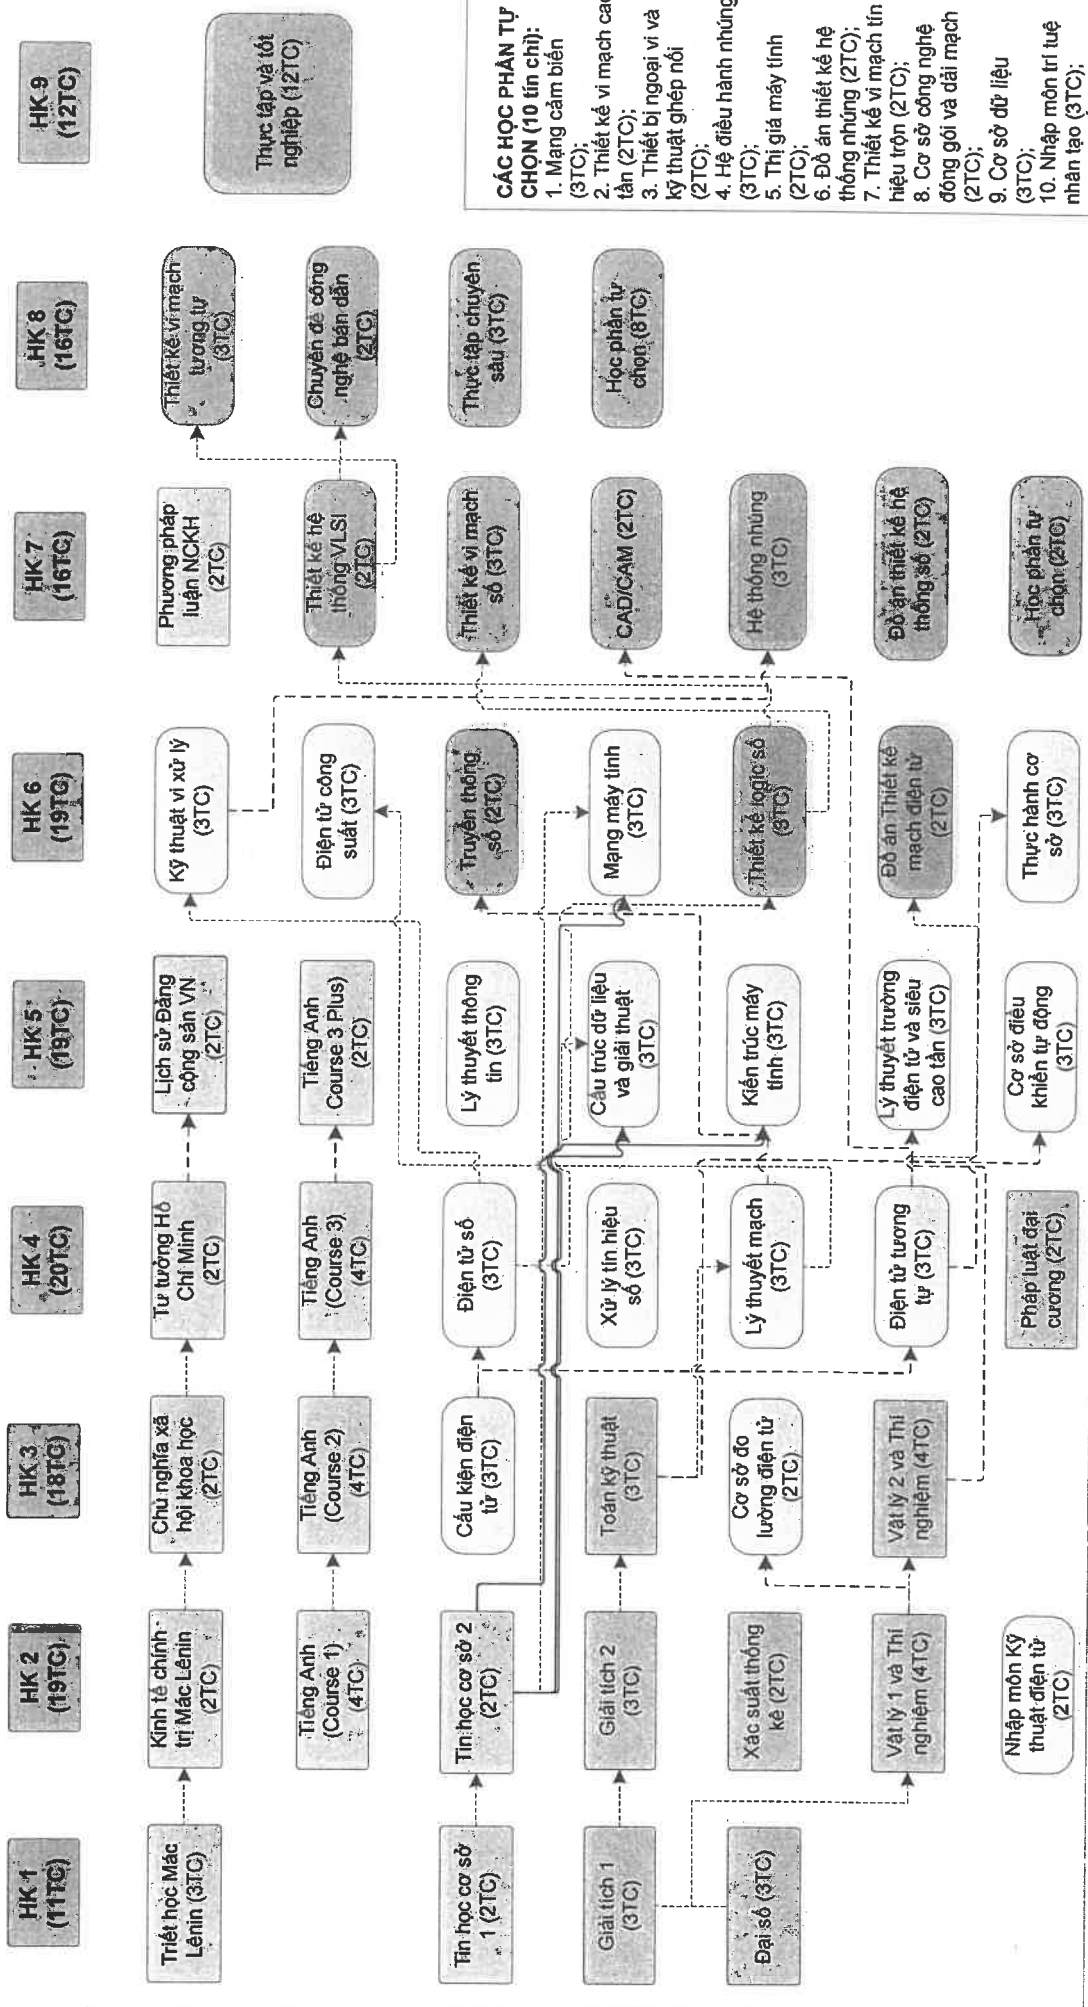 HK 1
(11TC)
Triết học Mác
Lênin (3TC)
Tin học cơ sở
1 (2TC)
Giải tích 1
(3TC)
Đại số (3TC)
HK 2
(19TC)
Kinh tế chính
trị Mác Lênin
(2TC)
Tiếng Anh
(Course 1)
(4TC)
Tin học cơ sở 2
(2TC)
Giải tích 2
(3TC)
Xác suất thống
kê (2TC)
Vật lý 1 và Thí
nghiệm (4TC)
Nhập môn Kỹ
thuật điện tử
(2TC)
HK 3
(18TC)
Chủ nghĩa xã
hội khoa học
(2TC)
Tiếng Anh
(Course 2)
(4TC)
Cấu kiện điện
tử (3TC)
Toán kỹ thuật
(3TC)
Cơ sở đo
lường điện tử
(2TC)
Vật lý 2 và Thí
nghiệm (4TC)
HK 4
(20TC)
Tư tưởng Hồ
Chí Minh
(2TC)
Tiếng Anh
(Course 3)
(4TC)
Điện tử số
(3TC)
Xử lý tín hiệu
số (3TC)
Lý thuyết mạch
(3TC)
Điện tử tương
tự (3TC)
Pháp luật đại
cương (2TC)
HK 5
(19TC)
Lịch sử Đảng
cộng sản VN
(2TC)
Tiếng Anh
Course 3 Plus)
(2TC)
Lý thuyết thông
tin (3TC)
Cấu trúc dữ liệu
và giải thuật
(3TC)
Kiến trúc máy
tính (3TC)
Lý thuyết trường
điện từ và siêu
cao tần (3TC)
Cơ sở điều
khiển tự động
(3TC)
HK 6
(19TC)
Kỹ thuật vi xử lý
(3TC)
Điện tử công
suất (3TC)
Truyền thông
số (2TC)
Mạng máy tính
(3TC)
Thiết kế logic số
(3TC)
Đồ án Thiết kế
mạch điện tử
(2TC)
Thực hành cơ
sở (3TC)
HK 7
(16TC)
Phương pháp
luận NCKH
(2TC)
Thiết kế hệ
thống VLSI
(2TC)
Thiết kế vi mạch
số (3TC)
CAD/CAM (2TC)
Hệ thống nhúng
(3TC)
Đồ án thiết kế hệ
thống số (2TC)
Học phần tự
chọn (2TC)
HK 8
(16TC)
Thiết kế vi mạch
tương tự
(3TC)
Chuyên đề công
nghệ bán dẫn
(2TC)
Thực tập chuyên
sâu (3TC)
Học phần tự
chọn (8TC)
HK 9
(12TC)
Thực tập và tốt
nghiệp (12TC)
CÁC HỌC PHẦN TỰ
CHỌN (10 tín chỉ):
1. Mạng cảm biến
(3TC);
2. Thiết kế vi mạch cao
tần (2TC);
3. Thiết bị ngoại vi và
kỹ thuật ghép nối
(2TC);
4. Hệ điều hành nhúng
(3TC);
5. Thị giá máy tính
(2TC);
6. Đồ án thiết kế hệ
thống nhúng (2TC);
7. Thiết kế vi mạch tín
hiệu trộn (2TC);
8. Cơ sở công nghệ
đóng gói và dải mạch
(2TC);
9. Cơ sở dữ liệu
(3TC);
10. Nhập môn trí tuệ
nhân tạo (3TC);